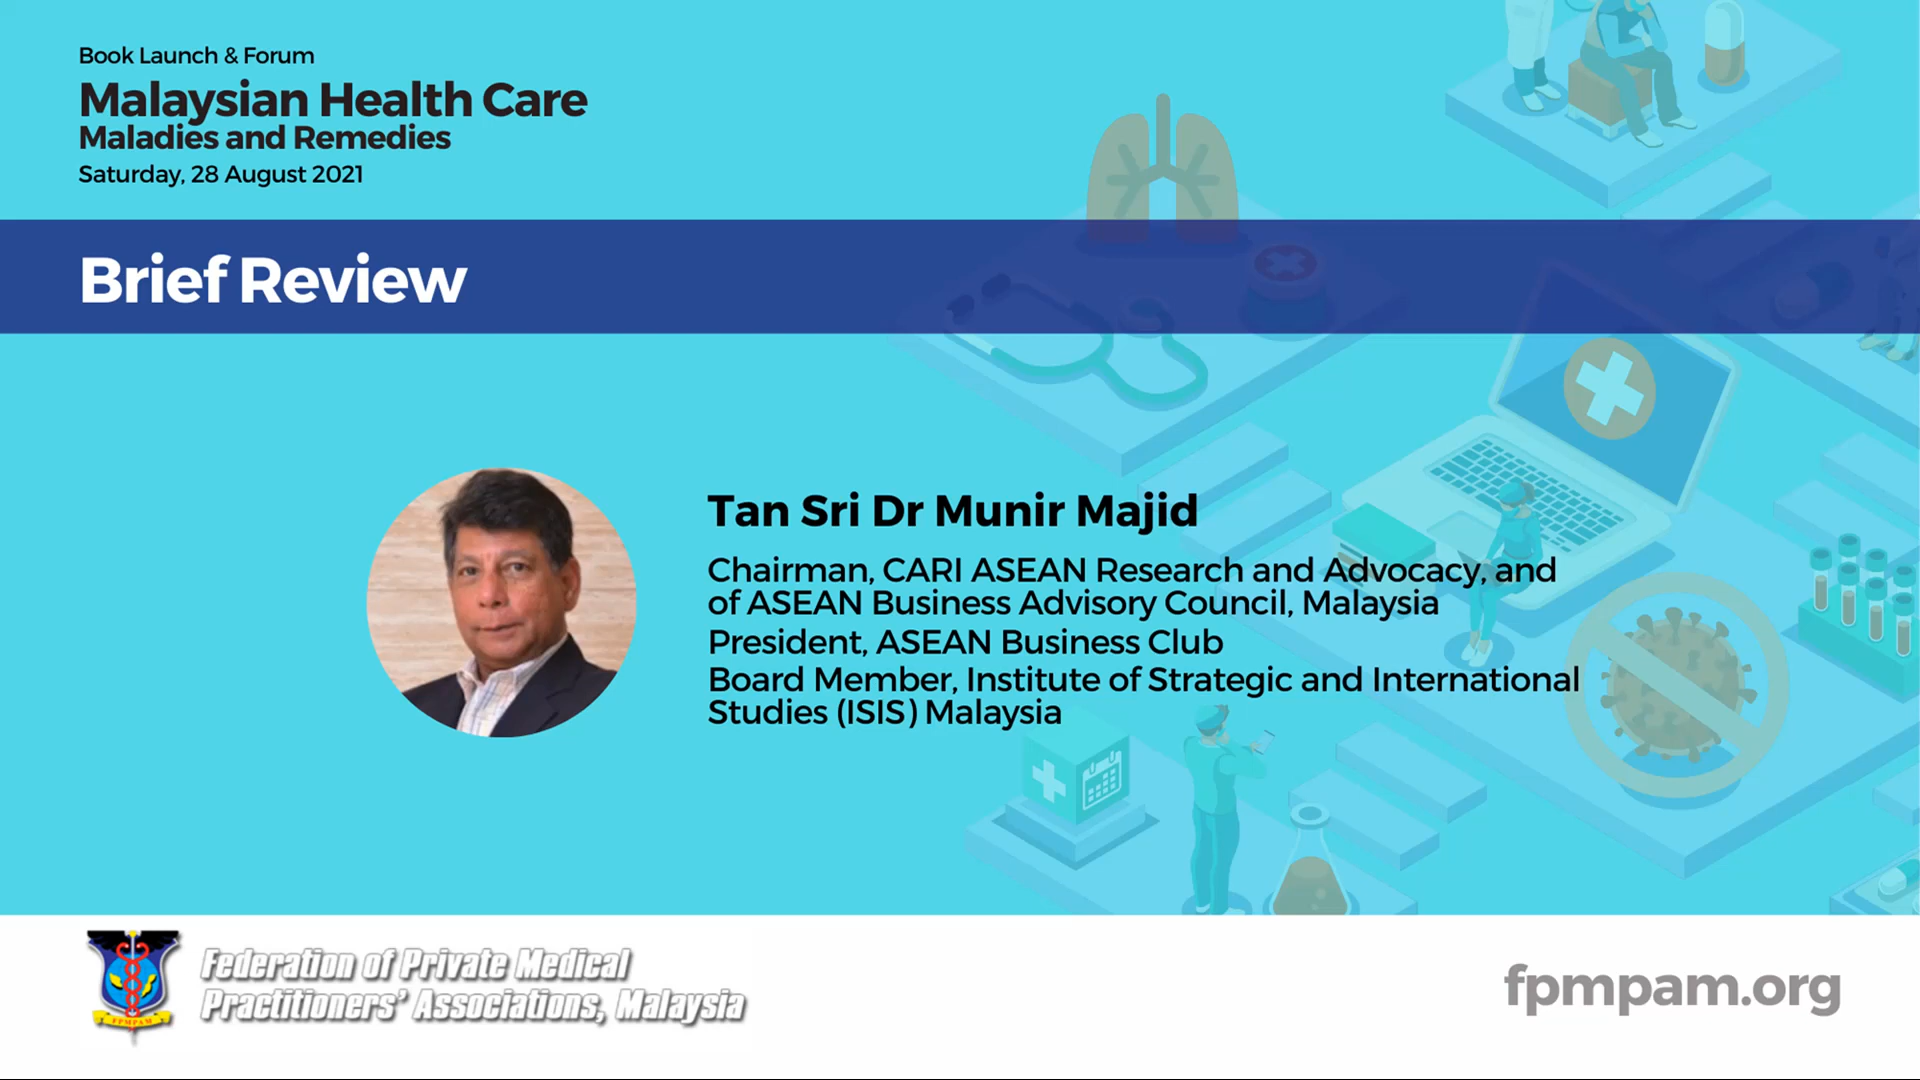 Book Launch & Forum
Malaysian Health Care
Maladies and Remedies
Saturday, 28 August 2021
Brief Review
Tan Sri Dr Munir Majid
Chairman, CARI ASEAN Research and Advocacy, and
of ASEAN Business Advisory Council, Malaysia
President, ASEAN Business Club
Board Member, Institute of Strategic and International
Studies (ISIS) Malaysia
FPMPAM
Federation of Private Medical
Practitioners' Associations, Malaysia
fpmpam.org